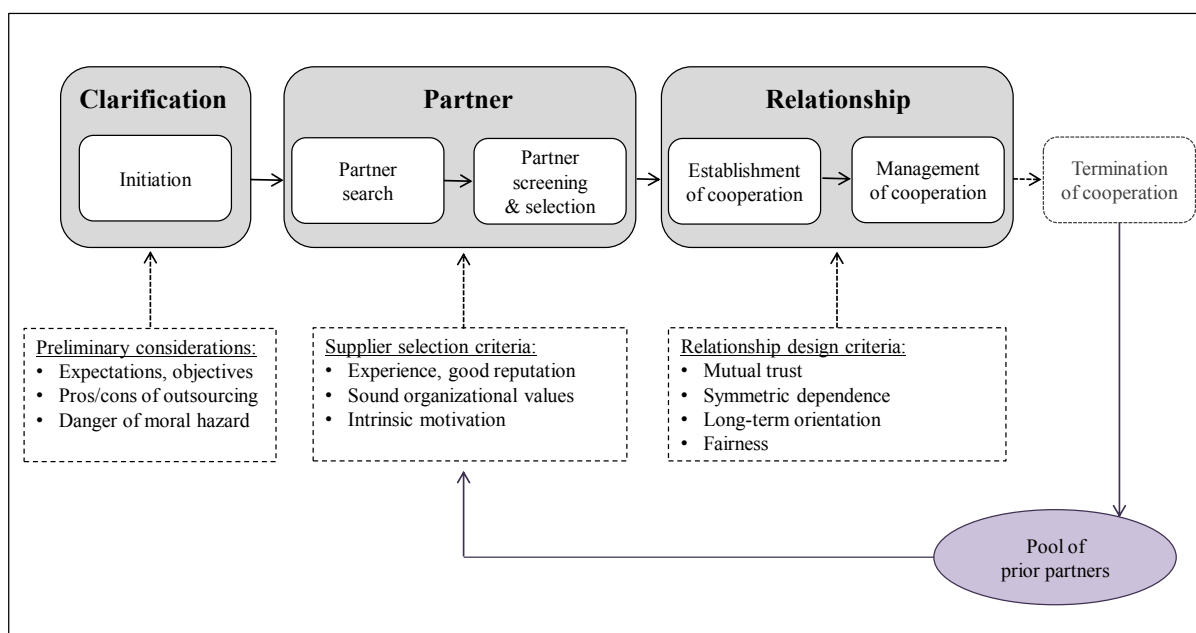 Clarification
Initiation
Partner
Partner
search
Partner
screening
& selection
Relationship
Establishment
of cooperation
Management
of cooperation
Termination
of cooperation
Preliminary considerations:
• Expectations, objectives
• Pros/cons of outsourcing
• Danger of moral hazard
Supplier selection criteria:
• Experience, good reputation
• Sound organizational values
• Intrinsic motivation
Relationship design criteria:
• Mutual trust
• Symmetric dependence
• Long-term orientation
• Fairness
Pool of
prior partners